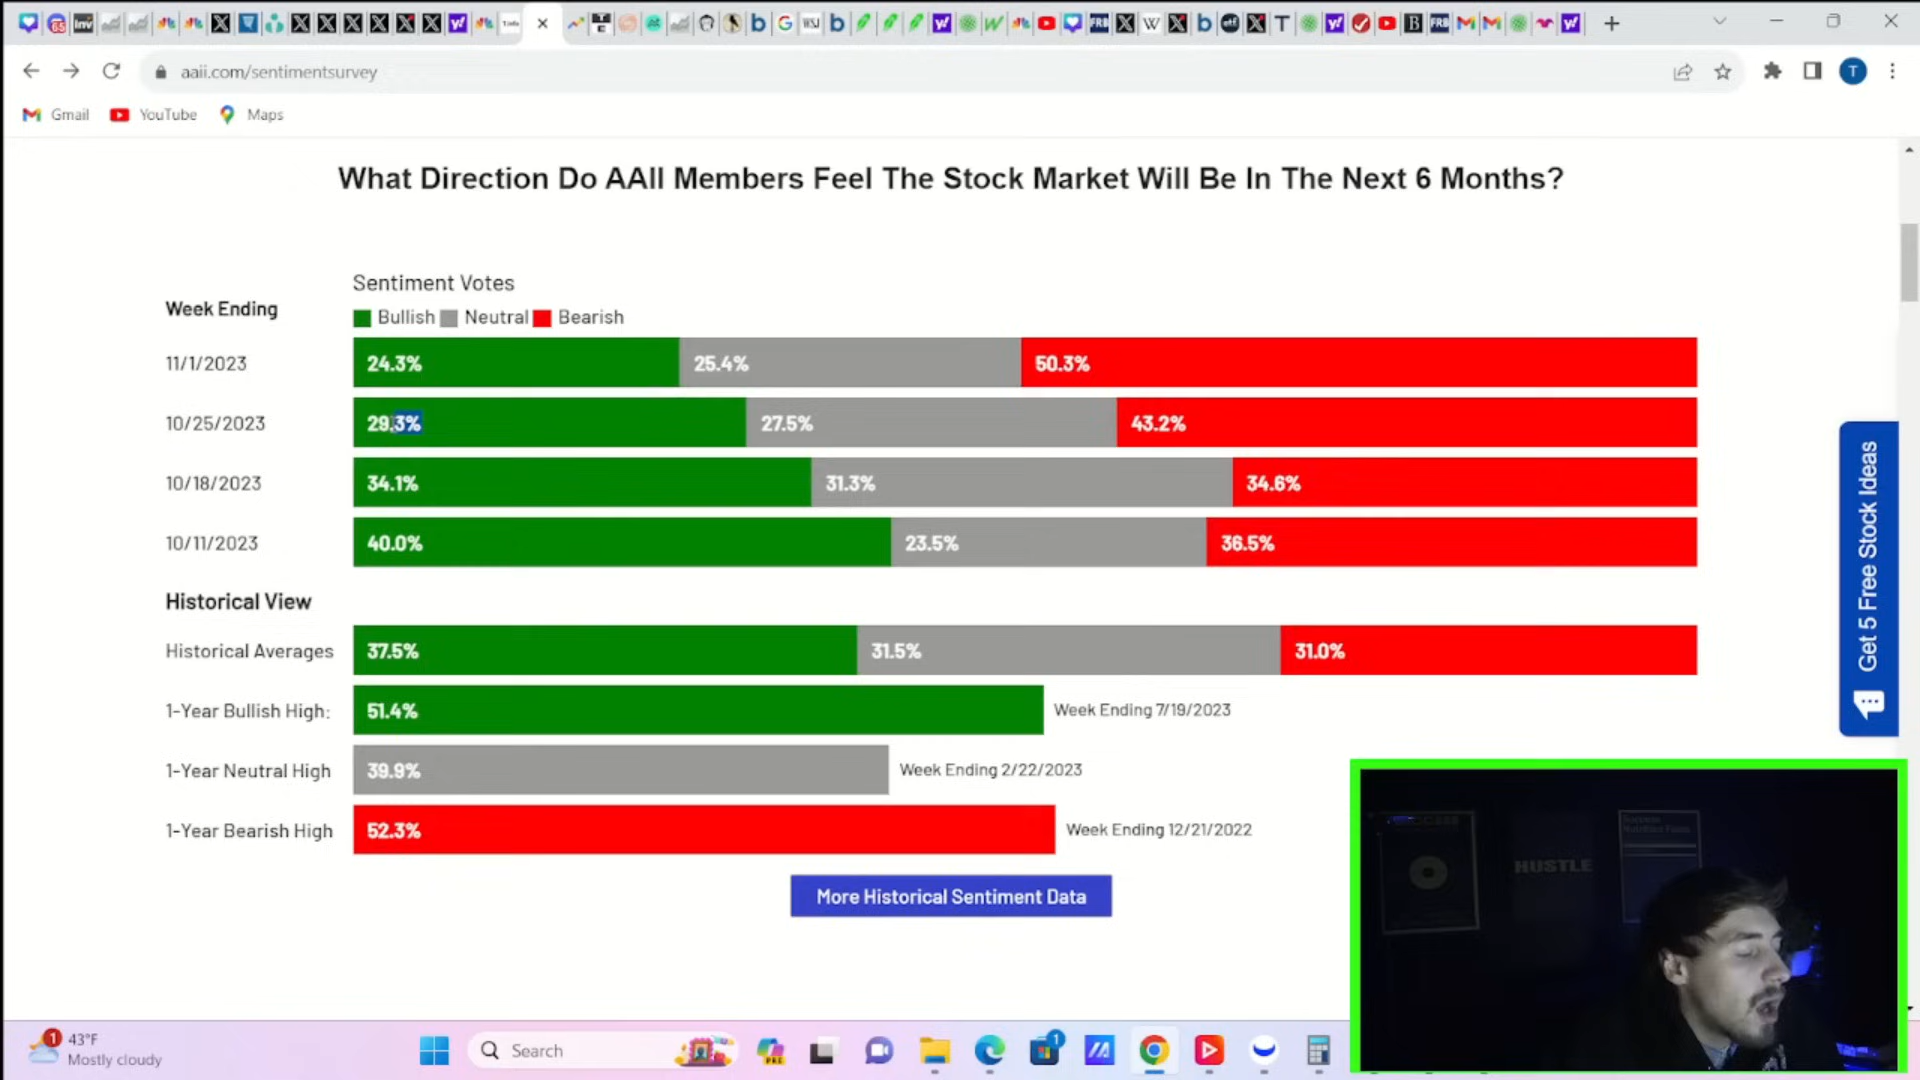 aaii.com/sentimentsurvey
Gmail YouTube Maps
What Direction Do AAII Members Feel The Stock Market Will Be In The Next 6 Months?
Sentiment Votes
Week Ending
Bullish Neutral Bearish
11/1/2023 24.3% 25.4% 50.3%
10/25/2023 29.3% 27.5% 43.2%
10/18/2023 34.1% 31.3% 34.6%
10/11/2023 40.0% 23.5% 36.5%
Historical View
Historical Averages 37.5% 31.5% 31.0%
1-Year Bullish High: 51.4% Week Ending 7/19/2023
1-Year Neutral High 39.9% Week Ending 2/22/2023
1-Year Bearish High 52.3% Week Ending 12/21/2022
More Historical Sentiment Data
Get 5 Free Stock Ideas
HUSTLE
43°F
Mostly cloudy
Search